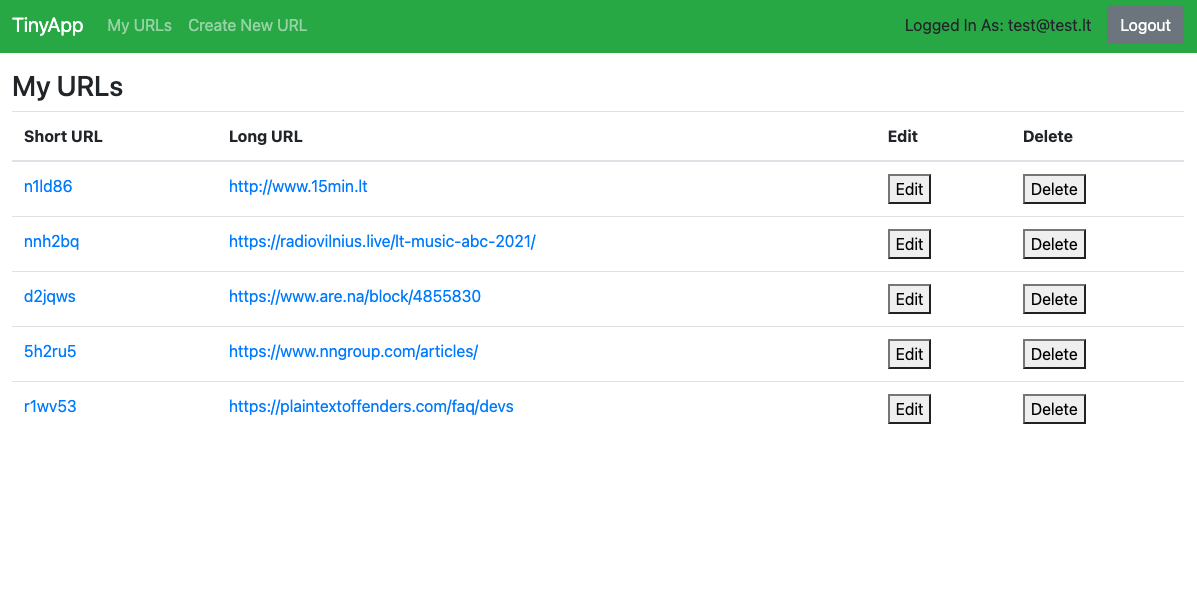 TinyApp My URLs Create New URL Logged In As: test@test.lt Logout
My URLs
Short URL Long URL Edit Delete
n1ld86 http://www.15min.lt Edit Delete
nnh2bq https://radiovilnius.live/lt-music-abc-2021/ Edit Delete
d2jqws https://www.are.na/block/4855830 Edit Delete
5h2ru5 https://www.nngroup.com/articles/ Edit Delete
r1wv53 https://plaintextoffenders.com/faq/devs Edit Delete